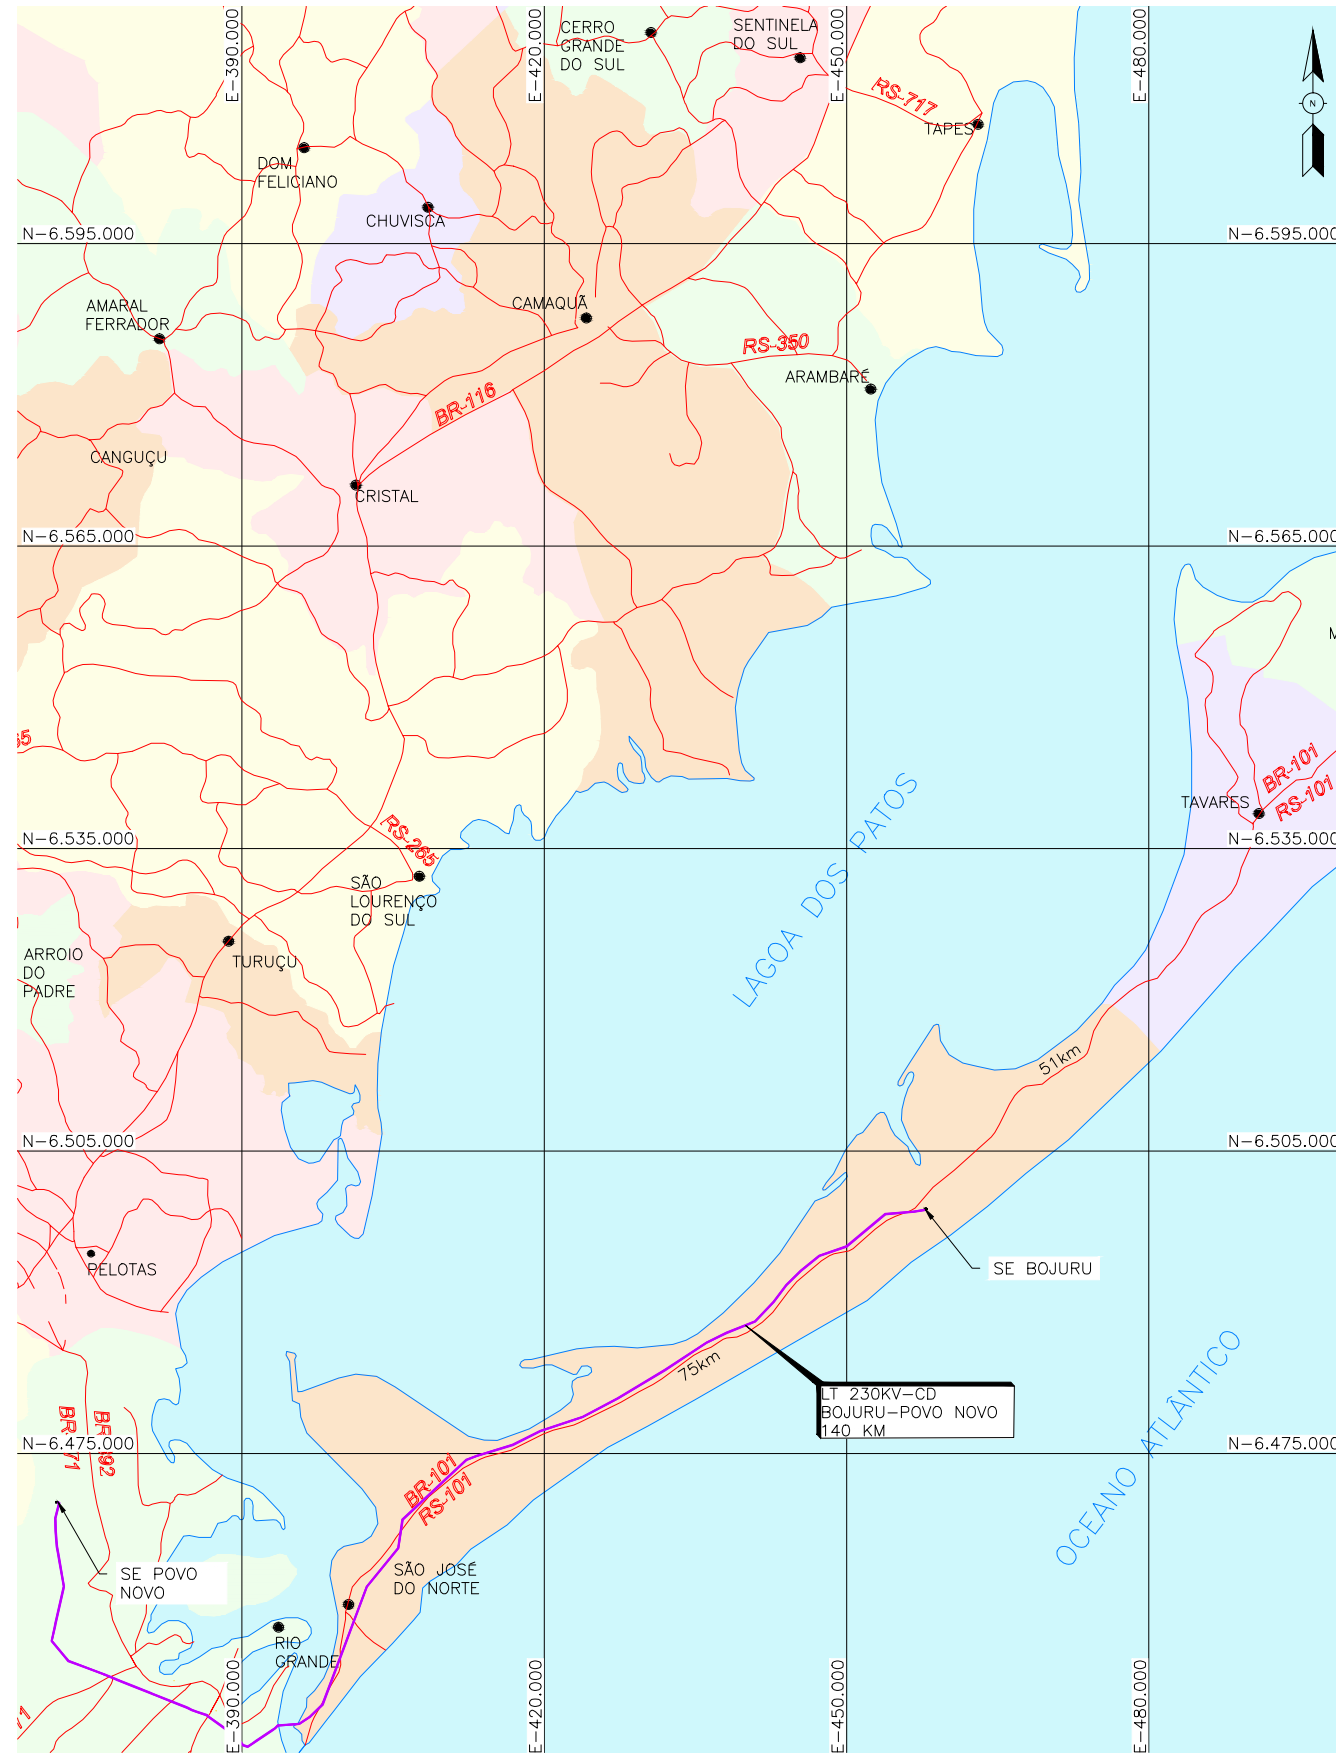 E-390.000
E-420.000
E-450.000
E-480.000
CERRO
GRANDE
DO SUL
SENTINELA
DO SUL
RS-717
TAPES
N
DOM
FELICIANO
CHUVISCA
N-6.595.000
N-6.595.000
AMARAL
FERRADOR
CAMAQUÃ
RS-350
ARAMBARÉ
BR-116
CANGUÇU
CRISTAL
N-6.565.000
N-6.565.000
M
65
BR-101
RS-101
TAVARES
LAGOA DOS PATOS
N-6.535.000
N-6.535.000
RS-265
SÃO
LOURENÇO
DO SUL
TURUÇU
ARROIO
DO
PADRE
51km
N-6.505.000
N-6.505.000
PELOTAS
SE BOJURU
75km
LT 230KV-CD
BOJURU-POVO NOVO
140 KM
OCEANO ATLÂNTICO
N-6.475.000
N-6.475.000
BR-101
RS-101
SE POVO
NOVO
SÃO JOSÉ
DO NORTE
RIO
GRANDE
71
E-390.000
E-420.000
E-450.000
E-480.000